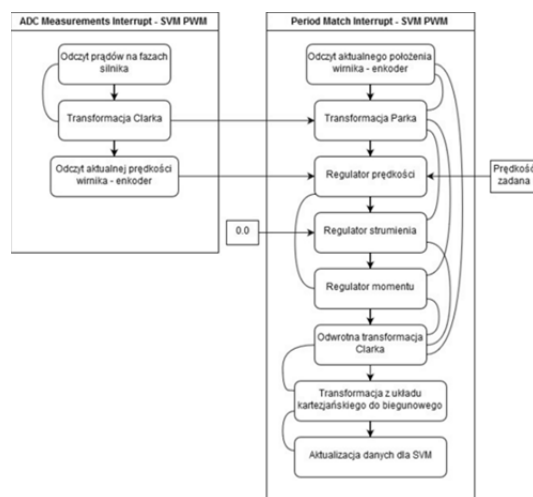 ADC Measurements Interrupt - SVM PWM
Odczyt prądów na fazach
silnika
Transformacja Clarka
Odczyt aktualnej prędkości
wirnika - enkoder
Period Match Interrupt - SVM PWM
Odczyt aktualnego położenia
wirnika - enkoder
Transformacja Parka
Regulator prędkości
Prędkość
zadana
Regulator strumienia
0.0
Regulator momentu
Odwrotna transformacja
Clarka
Transformacja z układu
kartezjańskiego do biegunowego
Aktualizacja danych dla SVM